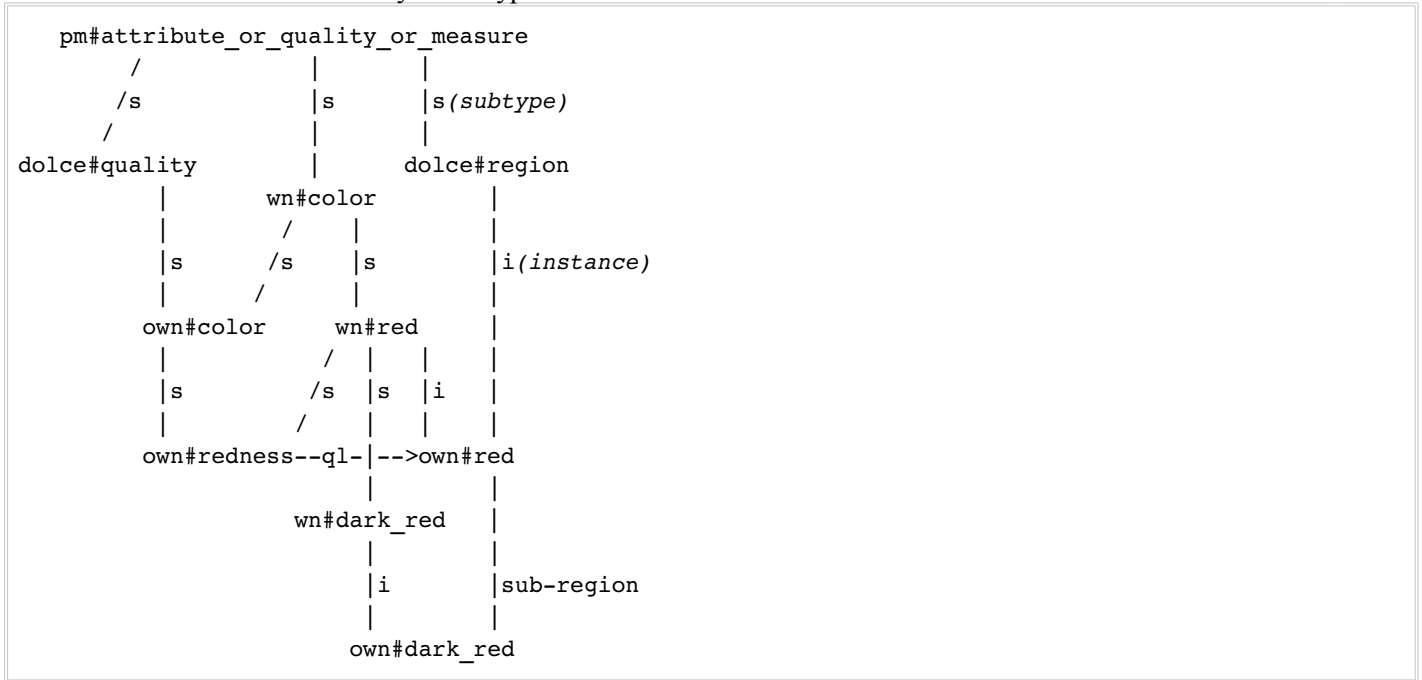 pm#attribute_or_quality_or_measure
/ | |
/s |s |s(subtype)
/ | |
dolce#quality | dolce#region
| wn#color |
| / | |
|s /s |s |i(instance)
| / | |
own#color wn#red |
| / | | |
|s /s |s |i |
| / | | |
own#redness--ql-|-->own#red
| |
wn#dark_red |
| |
|i |sub-region
| |
own#dark_red